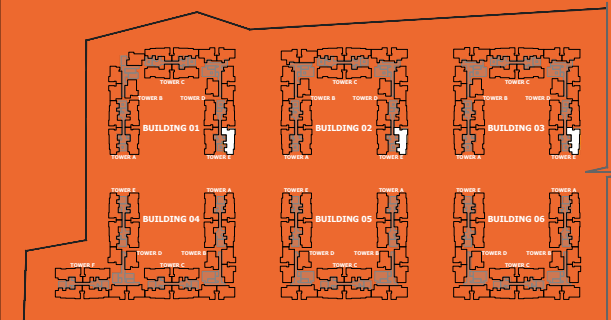 TOWER C TOWER C TOWER C
TOWER B TOWER D TOWER B TOWER D TOWER B TOWER D
BUILDING 01 BUILDING 02 BUILDING 03
TOWER A TOWER E TOWER A TOWER E TOWER A TOWER E
TOWER E TOWER A TOWER E TOWER A TOWER E TOWER A
BUILDING 04 BUILDING 05 BUILDING 06
TOWER D TOWER B TOWER D TOWER B TOWER D TOWER B
TOWER F TOWER C TOWER C TOWER C